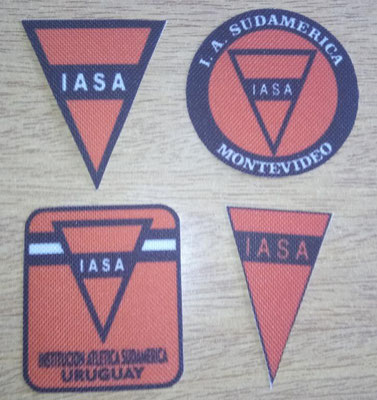 IASA
I. A. SUDAMERICA
IASA
MONTEVIDEO
IASA
INSTITUCION ATLETICA SUDAMERICA
URUGUAY
IASA